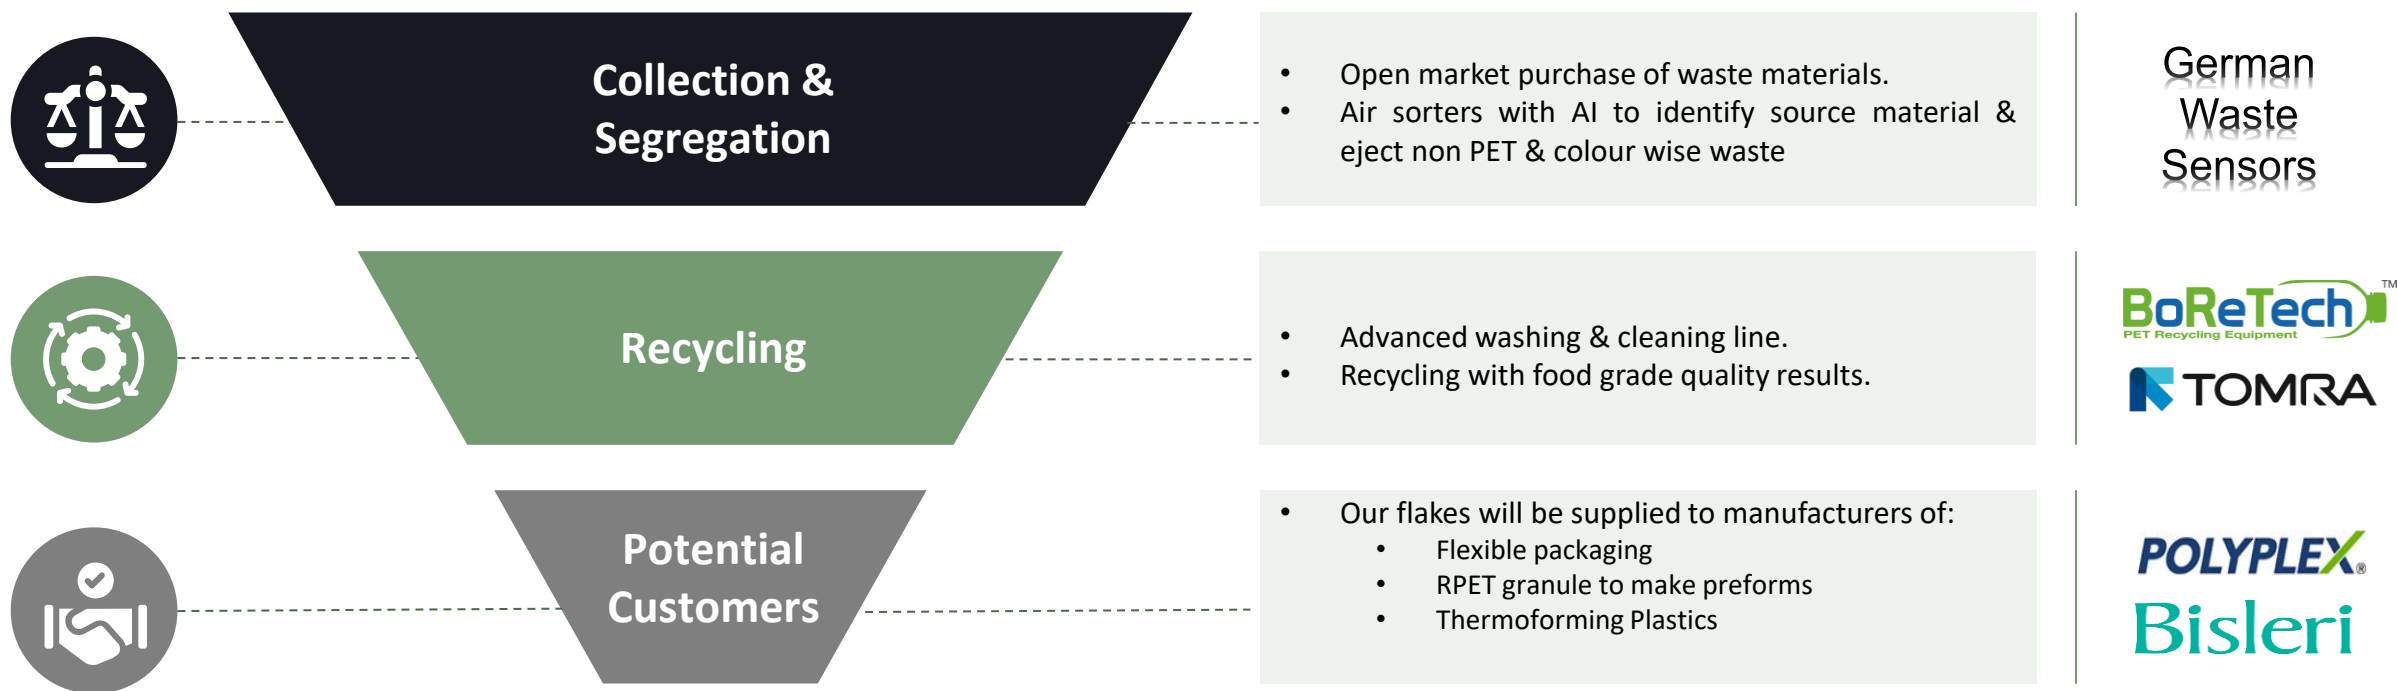 Collection &
Segregation
• Open market purchase of waste materials.
• Air sorters with AI to identify source material &
eject non PET & colour wise waste
German
Waste
Sensors
Recycling
• Advanced washing & cleaning line.
• Recycling with food grade quality results.
BoReTech™
PET Recycling Equipment
TOMRA
Potential
Customers
• Our flakes will be supplied to manufacturers of:
• Flexible packaging
• RPET granule to make preforms
• Thermoforming Plastics
POLYPLEX®
Bisleri